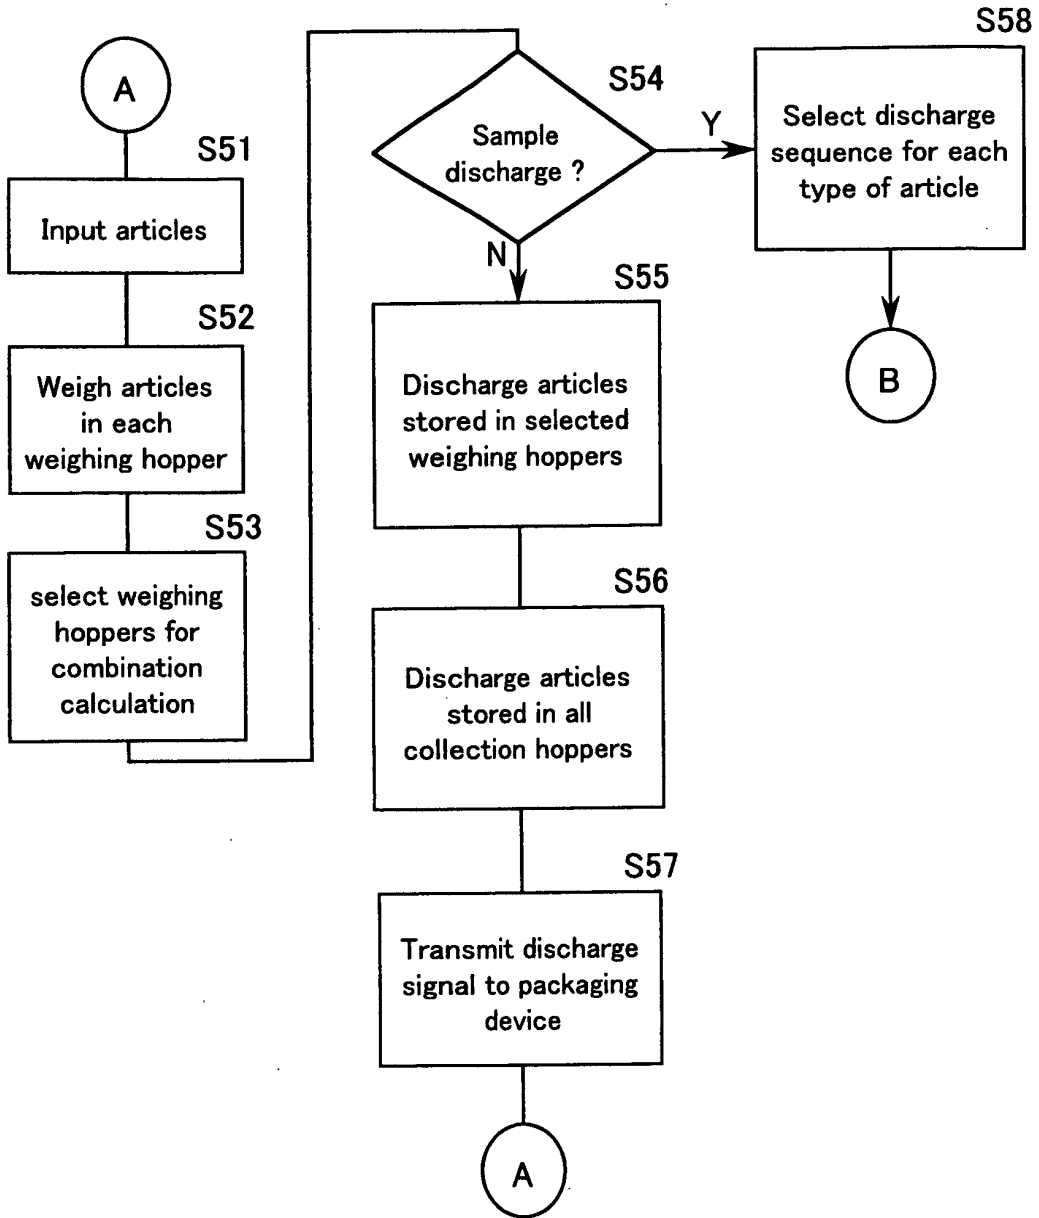 A
S51
Input articles
S52
Weigh articles
in each
weighing hopper
S53
select weighing
hoppers for
combination
calculation
S54
Sample
discharge ?
Y
N
S55
Discharge articles
stored in selected
weighing hoppers
S56
Discharge articles
stored in all
collection hoppers
S57
Transmit discharge
signal to packaging
device
A
S58
Select discharge
sequence for each
type of article
B